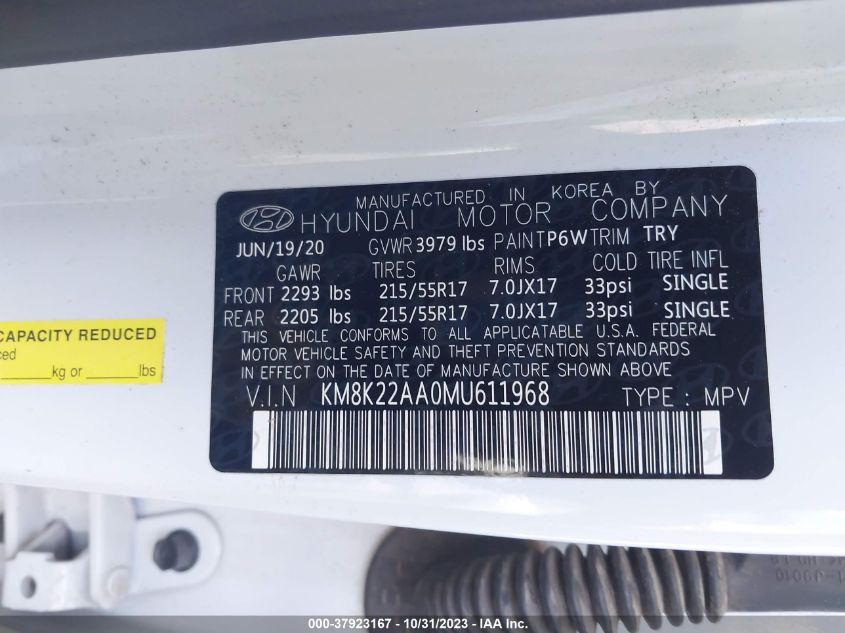 MANUFACTURED IN KOREA BY
HYUNDAI MOTOR COMPANY
JUN/19/20 GVWR 3979 lbs PAINT P6W TRIM TRY
GAWR TIRES RIMS COLD TIRE INFL
FRONT 2293 lbs 215/55R17 7.0JX17 33psi SINGLE
REAR 2205 lbs 215/55R17 7.0JX17 33psi SINGLE
THIS VEHICLE CONFORMS TO ALL APPLICATABLE U.S.A. FEDERAL
MOTOR VEHICLE SAFETY AND THEFT PREVENTION STANDARDS
IN EFFECT ON THE DATE OF MANUFACTURE SHOWN ABOVE
V.I.N KM8K22AA0MU611968 TYPE : MPV
CAPACITY REDUCED
ced
______kg or ______lbs
000-37923167 - 10/31/2023 - IAA Inc.